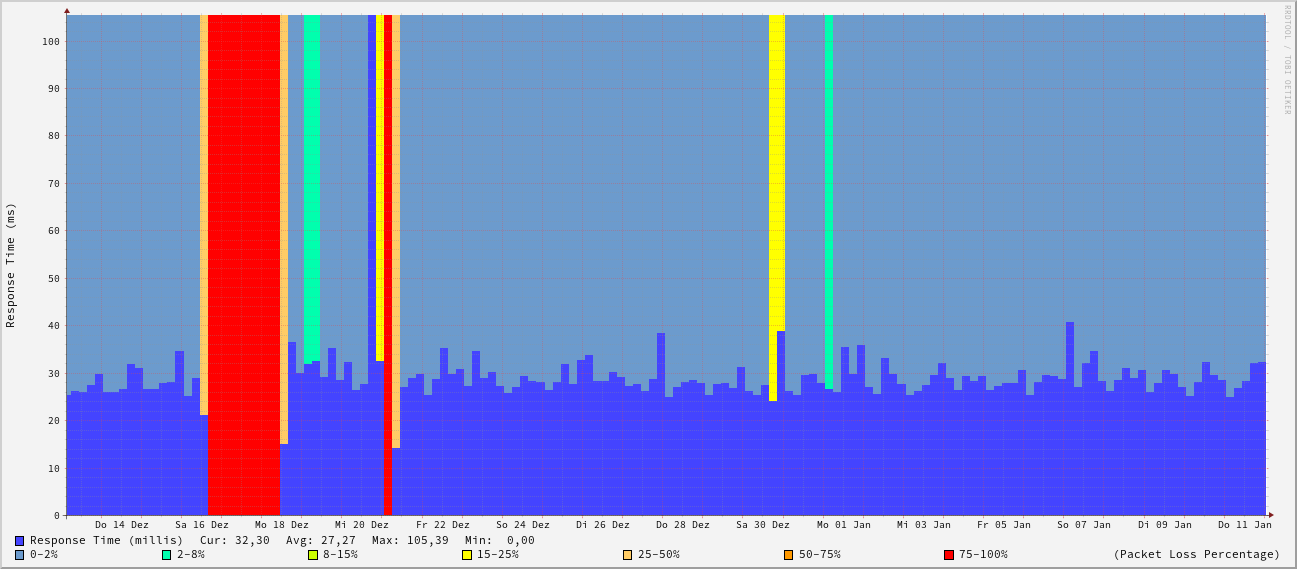 RRDTOOL / TOBI OETIKER
Response Time (ms)
100
90
80
70
60
50
40
30
20
10
0
Do 14 Dez Sa 16 Dez Mo 18 Dez Mi 20 Dez Fr 22 Dez So 24 Dez Di 26 Dez Do 28 Dez Sa 30 Dez Mo 01 Jan Mi 03 Jan Fr 05 Jan So 07 Jan Di 09 Jan Do 11 Jan
Response Time (millis) Cur: 32,30 Avg: 27,27 Max: 105,39 Min: 0,00
0-2% 2-8% 8-15% 15-25% 25-50% 50-75% 75-100% (Packet Loss Percentage)